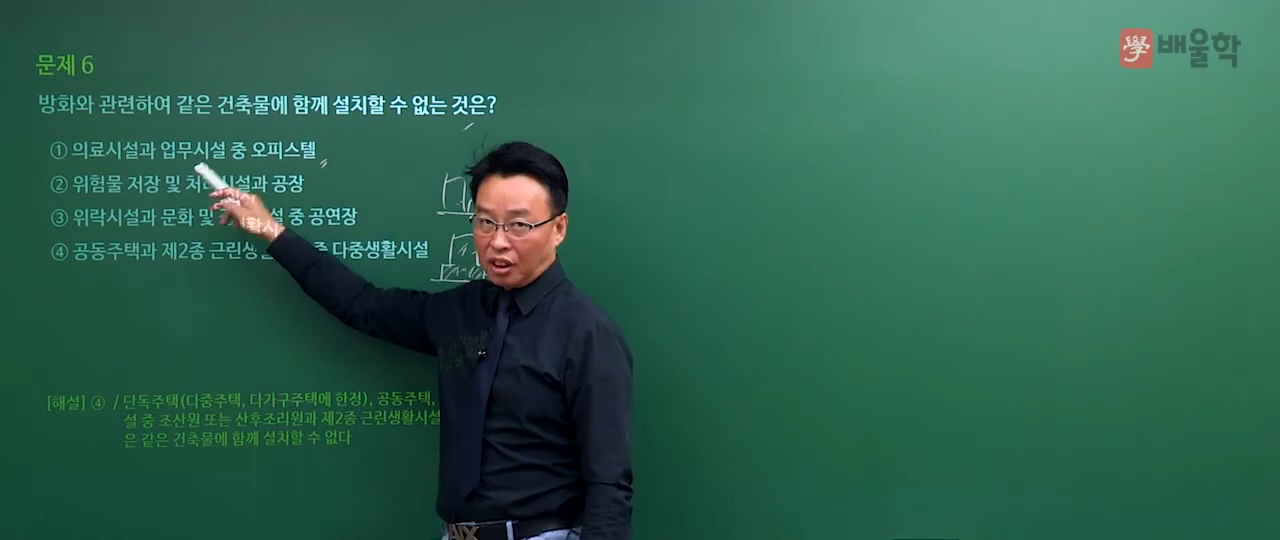 學 배울학
문제 6
방화와 관련하여 같은 건축물에 함께 설치할 수 없는 것은?
① 의료시설과 업무시설 중 오피스텔
② 위험물 저장 및 처리시설과 공장
③ 위락시설과 문화 및 설 중 공연장
④ 공동주택과 제2종 근린생 중 다중생활시설
[해설] ④ / 단독주택(다중주택, 다가구주택에 한정), 공동주택,
설 중 조산원 또는 산후조리원과 제2종 근린생활시설
은 같은 건축물에 함께 설치할 수 없다